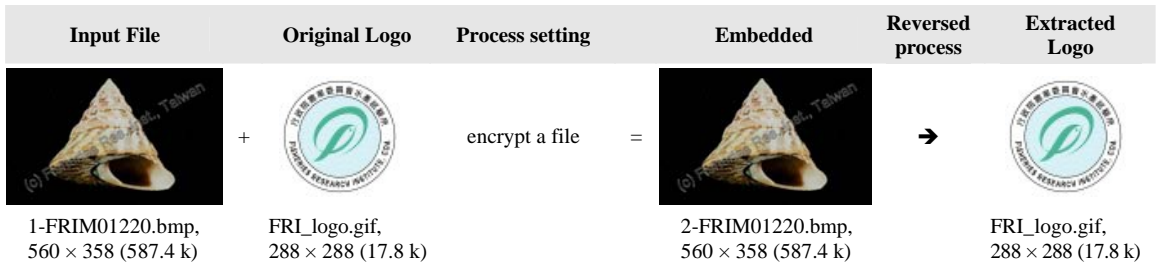 Input File Original Logo Process setting Embedded Reversed process Extracted Logo
+ encrypt a file = ➔
1-FRIM01220.bmp, 560 × 358 (587.4 k)
FRI_logo.gif, 288 × 288 (17.8 k)
2-FRIM01220.bmp, 560 × 358 (587.4 k)
FRI_logo.gif, 288 × 288 (17.8 k)